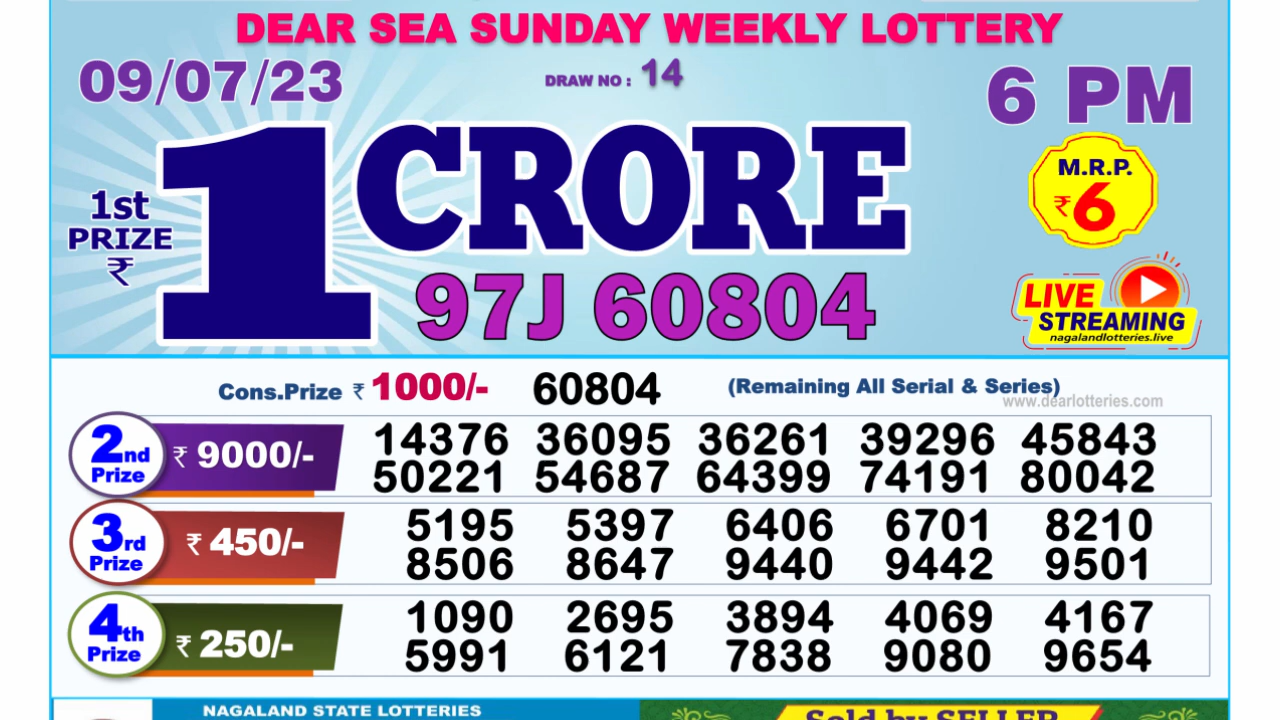 DEAR SEA SUNDAY WEEKLY LOTTERY
09/07/23
DRAW NO : 14
6 PM
1st
PRIZE
₹
1 CRORE
97J 60804
M.R.P.
₹6
LIVE
STREAMING
nagalandlotteries.live
Cons.Prize ₹ 1000/- 60804 (Remaining All Serial & Series)
www.dearlotteries.com
2nd Prize ₹ 9000/-
14376 36095 36261 39296 45843
50221 54687 64399 74191 80042
3rd Prize ₹ 450/-
5195 5397 6406 6701 8210
8506 8647 9440 9442 9501
4th Prize ₹ 250/-
1090 2695 3894 4069 4167
5991 6121 7838 9080 9654
NAGALAND STATE LOTTERIES
Sold by SELLER